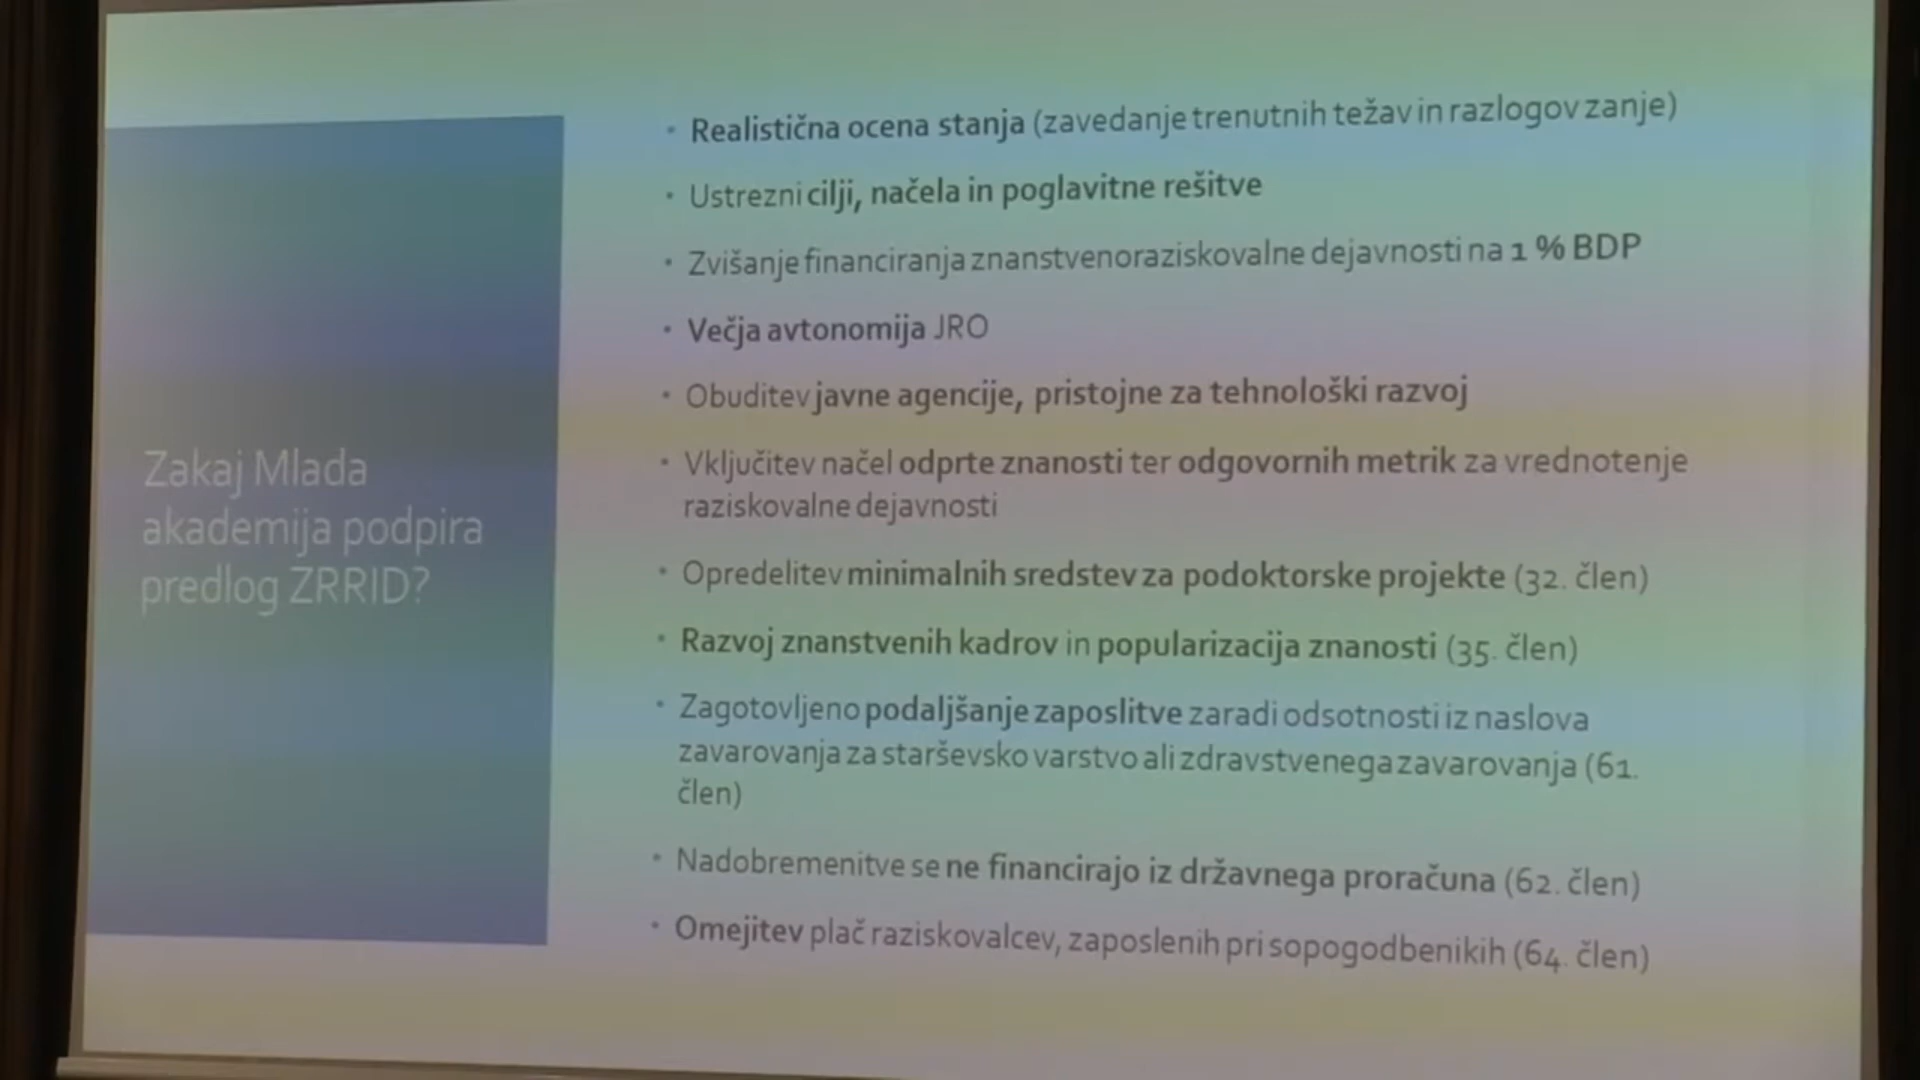 Zakaj Mlada
akademija podpira
predlog ZRRID?
• Realistična ocena stanja (zavedanje trenutnih težav in razlogov zanje)
• Ustrezni cilji, načela in poglavitne rešitve
• Zvišanje financiranja znanstvenoraziskovalne dejavnosti na 1 % BDP
• Večja avtonomija JRO
• Obuditev javne agencije, pristojne za tehnološki razvoj
• Vključitev načel odprte znanosti ter odgovornih metrik za vrednotenje
raziskovalne dejavnosti
• Opredelitev minimalnih sredstev za podoktorske projekte (32. člen)
• Razvoj znanstvenih kadrov in popularizacija znanosti (35. člen)
• Zagotovljeno podaljšanje zaposlitve zaradi odsotnosti iz naslova
zavarovanja za starševsko varstvo ali zdravstvenega zavarovanja (61.
člen)
• Nadobremenitve se ne financirajo iz državnega proračuna (62. člen)
• Omejitev plač raziskovalcev, zaposlenih pri sopogodbenikih (64. člen)